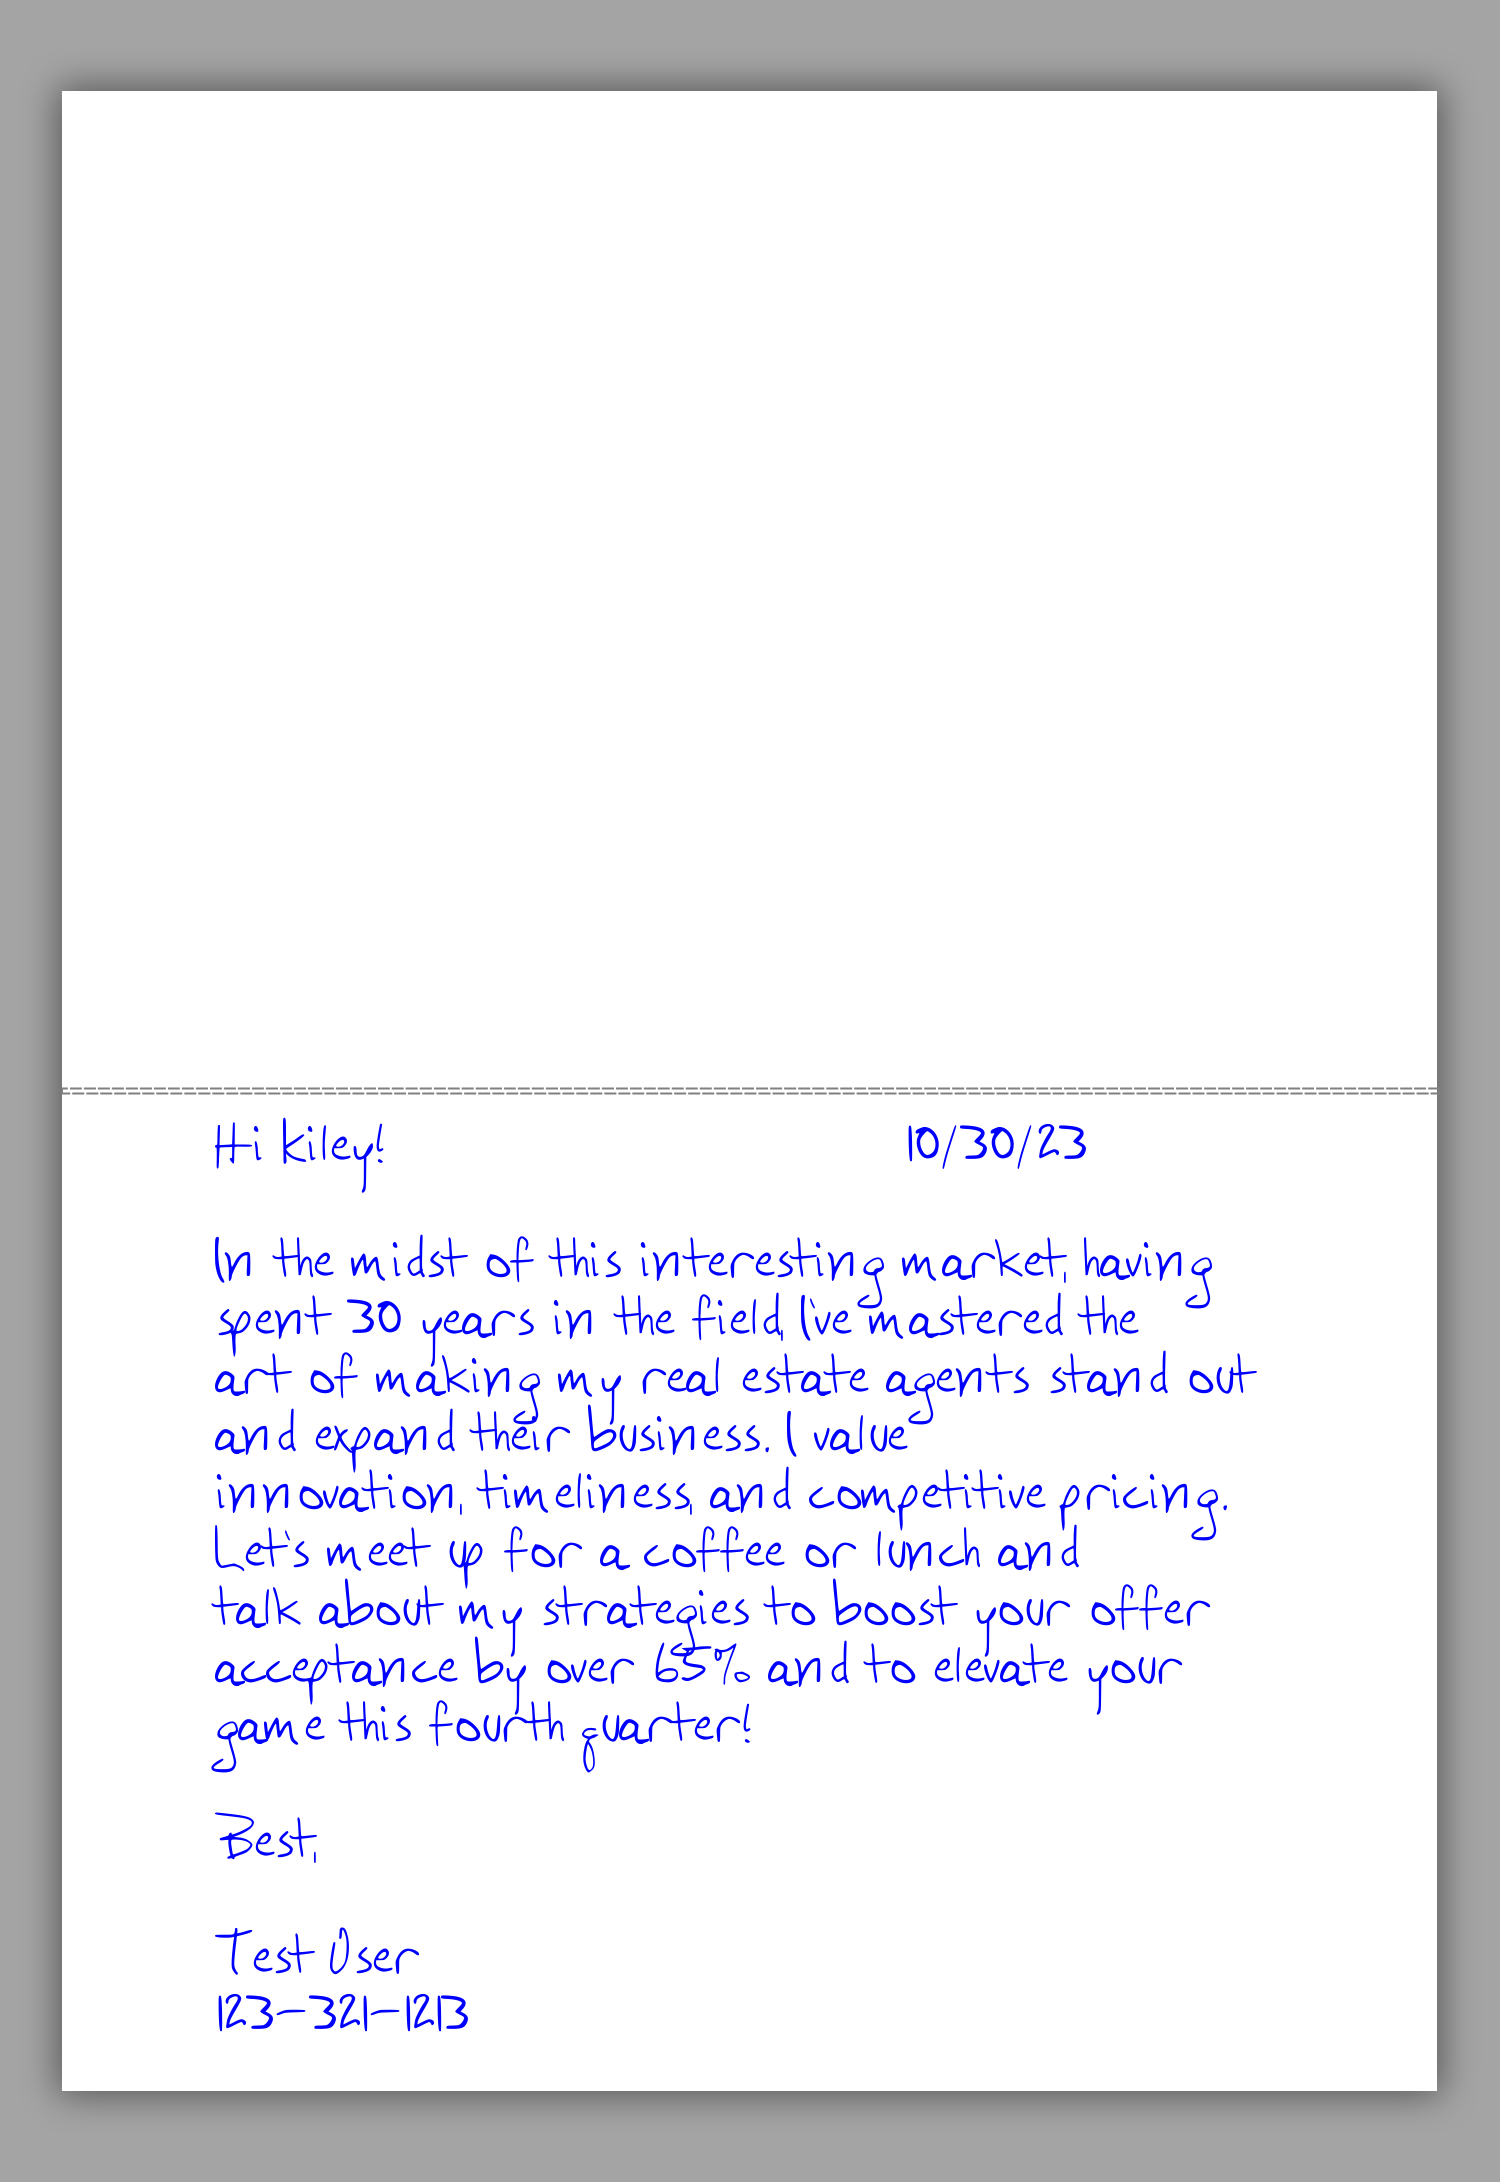 Hi kiley! 10/30/23
In the midst of this interesting market, having
spent 30 years in the field, I've mastered the
art of making my real estate agents stand out
and expand their business. I value
innovation, timeliness, and competitive pricing.
Let's meet up for a coffee or lunch and
talk about my strategies to boost your offer
acceptance by over 65% and to elevate your
game this fourth quarter!
Best,
Test User
123-321-1213